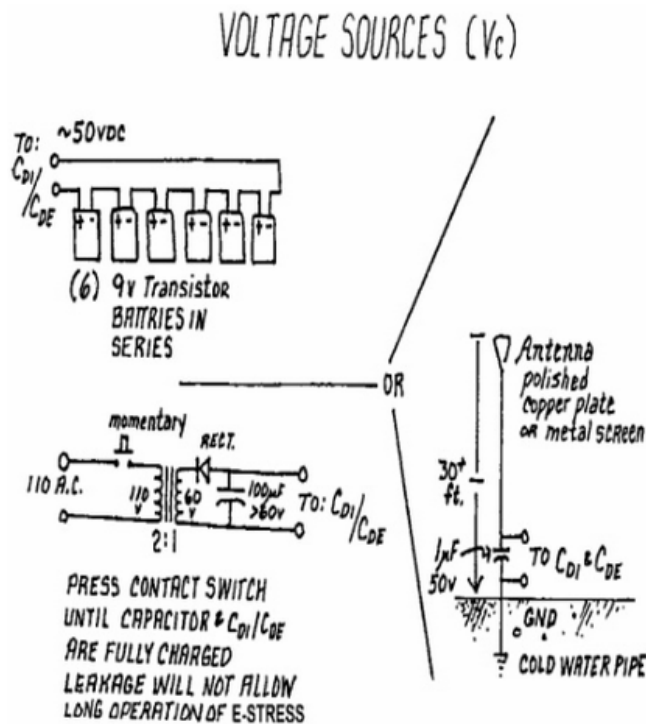 VOLTAGE SOURCES (Vc)
~50VDC
TO:
CDI
/CDE
+ - + - + - + - + - + -
(6) 9v Transistor
BATTRIES IN
SERIES
OR
Antenna
polished
copper plate
OR metal screen
30+
ft.
1µF
50v
TO CDI & CDE
GND
COLD WATER PIPE
momentary
RECT.
110 A.C.
110
V
60
V
2:1
100µF
>60v
TO: CDI/
CDE
PRESS CONTACT SWITCH
UNTIL CAPACITOR & CDI/CDE
ARE FULLY CHARGED
LEAKAGE WILL NOT ALLOW
LONG OPERATION OF E-STRESS